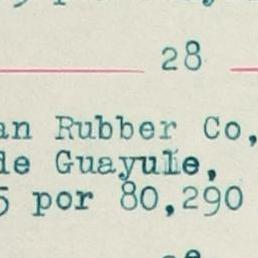 28
an Rubber Co,
de Guayule,
5 por 80,290